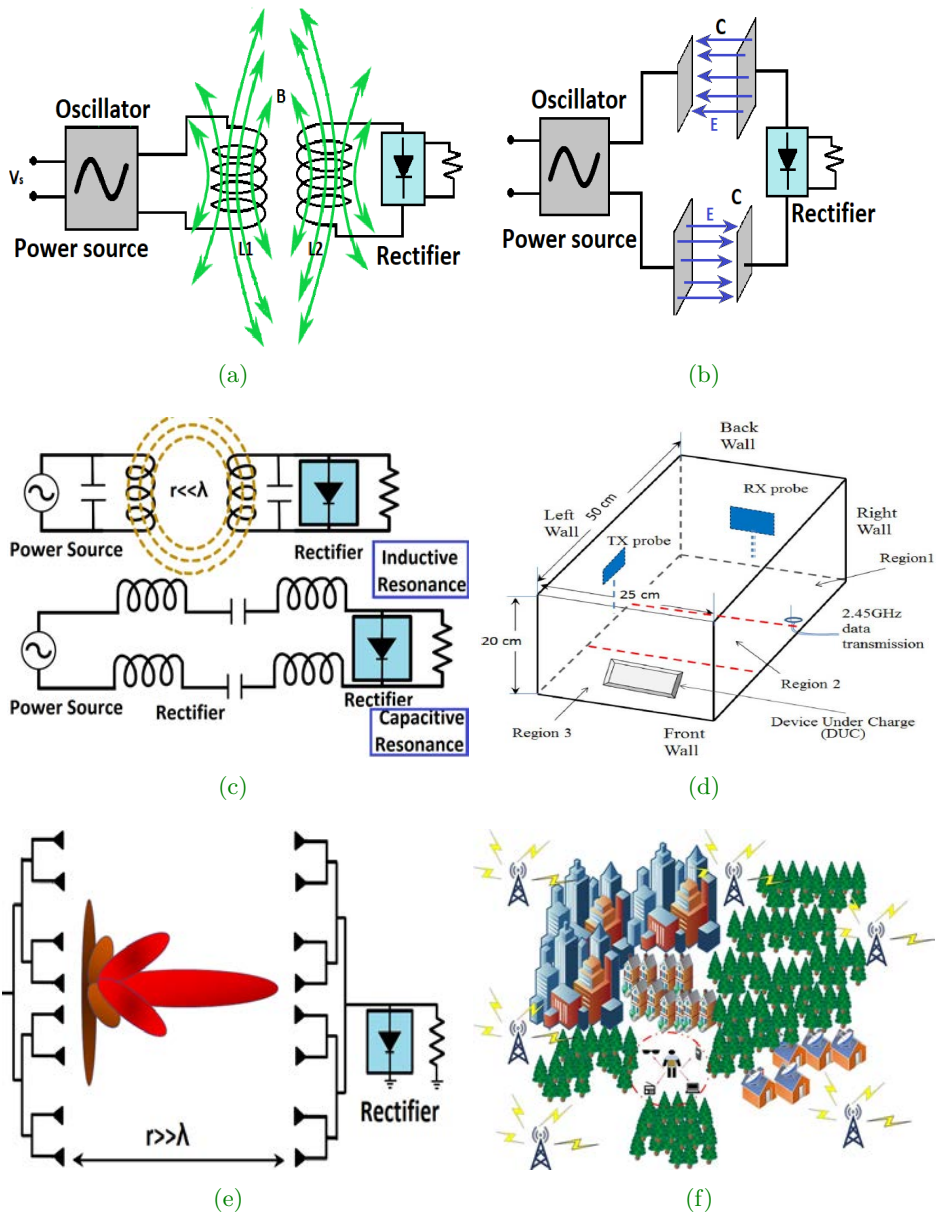 Oscillator
Vs
Power source
B
L1
L2
Rectifier
(a)
Oscillator
Power source
C
E
E
C
Rectifier
(b)
r<<λ
Power Source
Rectifier
Inductive
Resonance
Power Source
Rectifier
Rectifier
Capacitive
Resonance
(c)
Back
Wall
50 cm
RX probe
Left
Wall
Right
Wall
TX probe
Region1
25 cm
20 cm
2.45GHz
data
transmission
Region 2
Region 3
Device Under Charge
(DUC)
Front
Wall
(d)
Rectifier
r>>λ
(e)
(f)